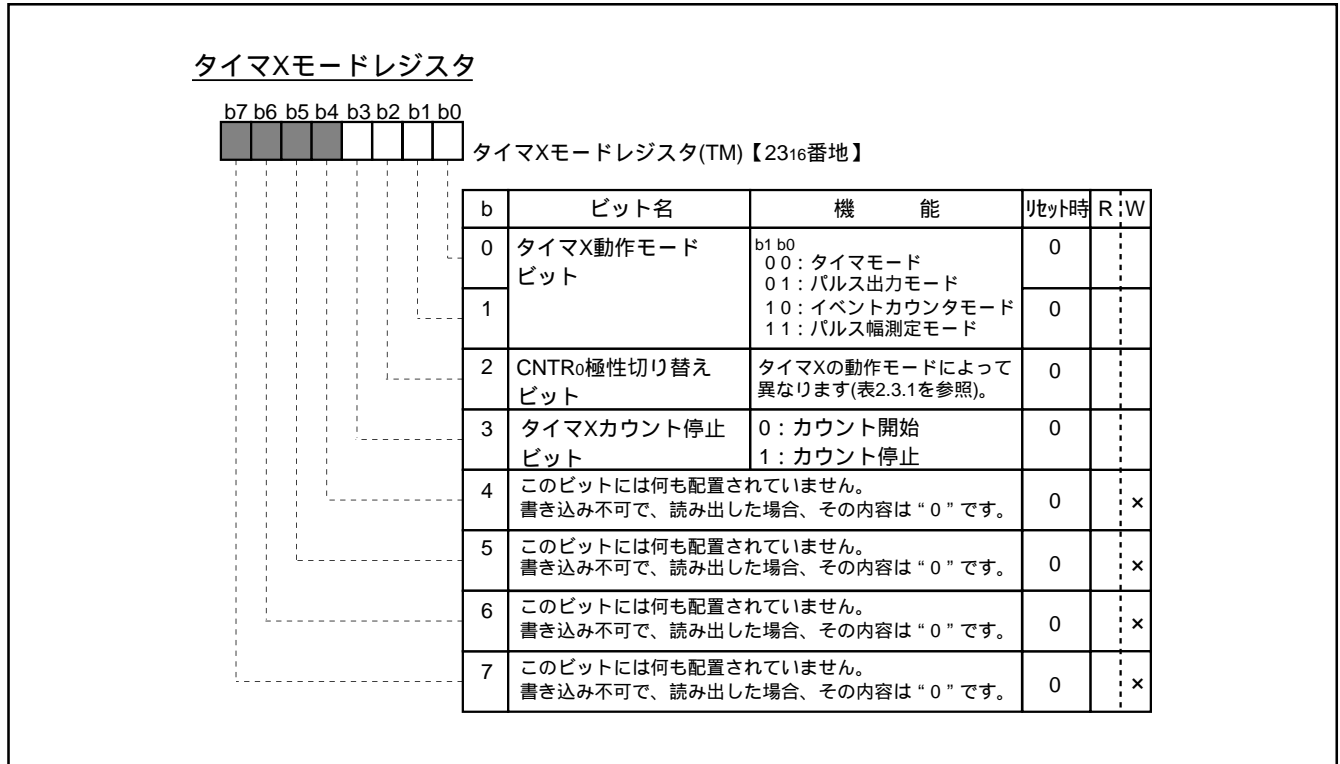 タイマXモードレジスタ
b7 b6 b5 b4 b3 b2 b1 b0
タイマXモードレジスタ(TM)【2316番地】
b ビット名 機 能 リセット時 R W
0 タイマX動作モード
ビット
b1 b0
0 0：タイマモード
0 1：パルス出力モード
0
1 1 0：イベントカウンタモード
1 1：パルス幅測定モード
0
2 CNTR0極性切り替え
ビット
タイマXの動作モードによって
異なります(表2.3.1を参照)。
0
3 タイマXカウント停止
ビット
0：カウント開始
1：カウント停止
0
4 このビットには何も配置されていません。
書き込み不可で、読み出した場合、その内容は“0”です。 0 ×
5 このビットには何も配置されていません。
書き込み不可で、読み出した場合、その内容は“0”です。 0 ×
6 このビットには何も配置されていません。
書き込み不可で、読み出した場合、その内容は“0”です。 0 ×
7 このビットには何も配置されていません。
書き込み不可で、読み出した場合、その内容は“0”です。 0 ×